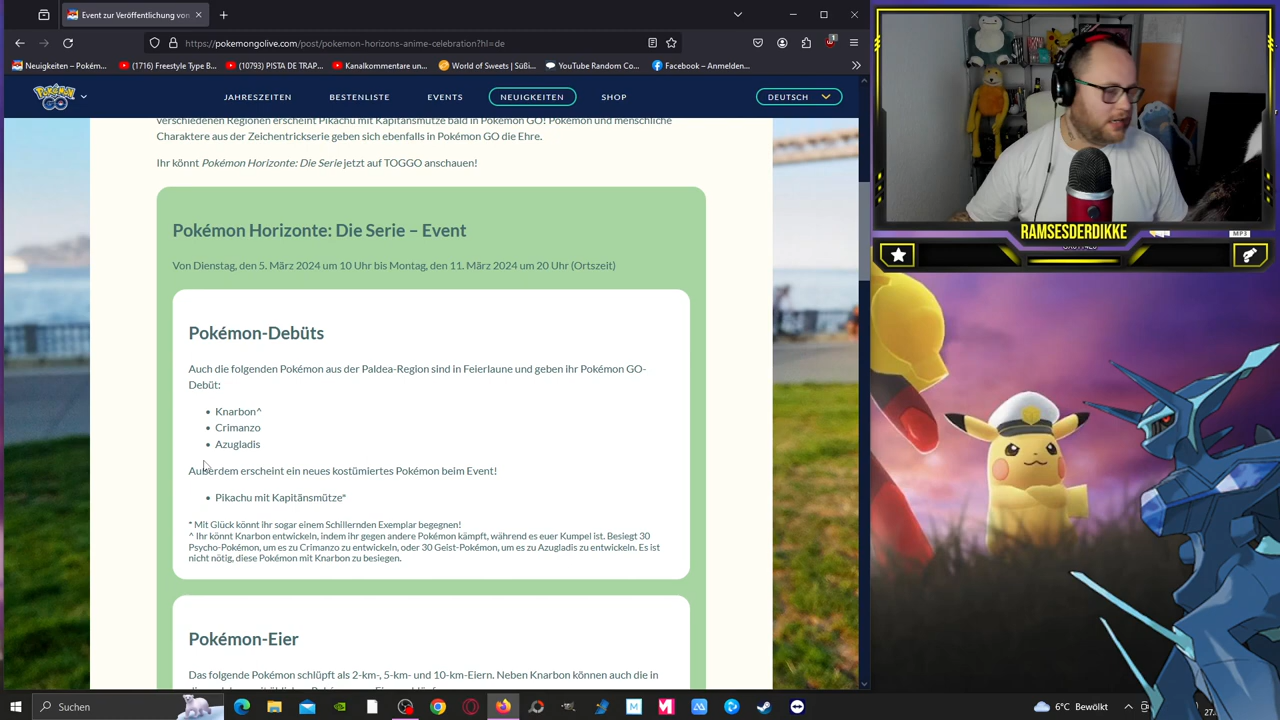 Event zur Veröffentlichung von
https://pokemongolive.com/post/pokemon-horizons-anime-celebration?hl=de
1
Neuigkeiten – Pokém...
(1716) Freestyle Type B...
(10793) PISTA DE TRAP...
Kanalkommentare un...
World of Sweets | Süßi...
YouTube Random Co...
Facebook – Anmelden...
POKÉMON GO
JAHRESZEITEN
BESTENLISTE
EVENTS
NEUIGKEITEN
SHOP
DEUTSCH
verschiedenen Regionen erscheint Pikachu mit Kapitänsmütze bald in Pokémon GO! Pokémon und menschliche
Charaktere aus der Zeichentrickserie geben sich ebenfalls in Pokémon GO die Ehre.
Ihr könnt Pokémon Horizonte: Die Serie jetzt auf TOGGO anschauen!
Pokémon Horizonte: Die Serie – Event
Von Dienstag, den 5. März 2024 um 10 Uhr bis Montag, den 11. März 2024 um 20 Uhr (Ortszeit)
Pokémon-Debüts
Auch die folgenden Pokémon aus der Paldea-Region sind in Feierlaune und geben ihr Pokémon GO-
Debüt:
• Knarbon^
• Crimanzo
• Azugladis
Außerdem erscheint ein neues kostümiertes Pokémon beim Event!
• Pikachu mit Kapitänsmütze*
* Mit Glück könnt ihr sogar einem Schillernden Exemplar begegnen!
^ Ihr könnt Knarbon entwickeln, indem ihr gegen andere Pokémon kämpft, während es euer Kumpel ist. Besiegt 30
Psycho-Pokémon, um es zu Crimanzo zu entwickeln, oder 30 Geist-Pokémon, um es zu Azugladis zu entwickeln. Es ist
nicht nötig, diese Pokémon mit Knarbon zu besiegen.
Pokémon-Eier
Das folgende Pokémon schlüpft als 2-km-, 5-km- und 10-km-Eiern. Neben Knarbon können auch die in
RAMSESDERDIKKE
MP3
Suchen
6°C Bewölkt
27.